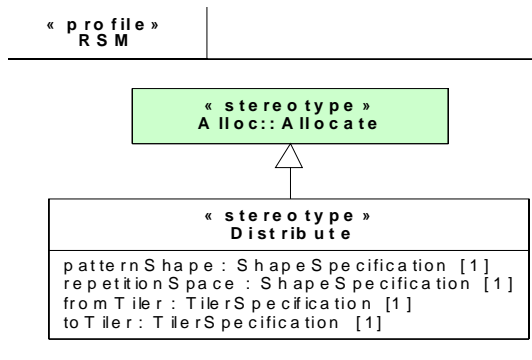 « profile »
RSM
« stereotype »
Alloc::Allocate
« stereotype »
Distribute
patternShape : ShapeSpecification [1]
repetitionSpace : ShapeSpecification [1]
fromTiler : TilerSpecification [1]
toTiler : TilerSpecification [1]